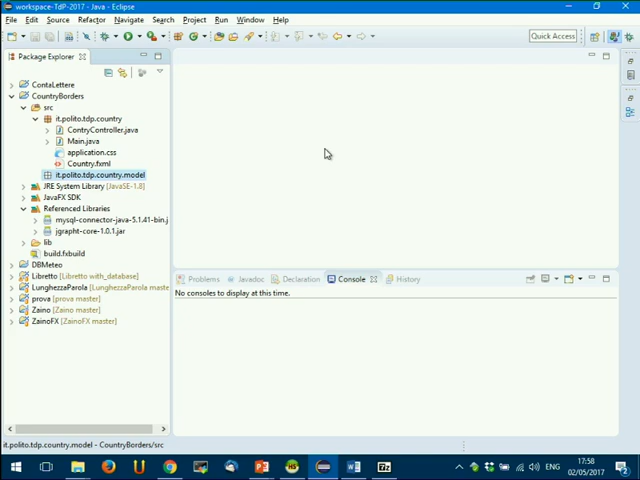 workspace-TdP-2017 - Java - Eclipse
File Edit Source Refactor Navigate Search Project Run Window Help
Quick Access
Package Explorer
ContaLettere
CountryBorders
src
it.polito.tdp.country
ContryController.java
Main.java
application.css
Country.fxml
it.polito.tdp.country.model
JRE System Library [JavaSE-1.8]
JavaFX SDK
Referenced Libraries
mysql-connector-java-5.1.41-bin.j
jgrapht-core-1.0.1.jar
lib
build.fxbuild
DBMeteo
Libretto [Libretto with_database]
LunghezzaParola [LunghezzaParola maste
prova [prova master]
Zaino [Zaino master]
ZainoFX [ZainoFX master]
Problems Javadoc Declaration Console History
No consoles to display at this time.
it.polito.tdp.country.model - CountryBorders/src
ENG
17:58
02/05/2017